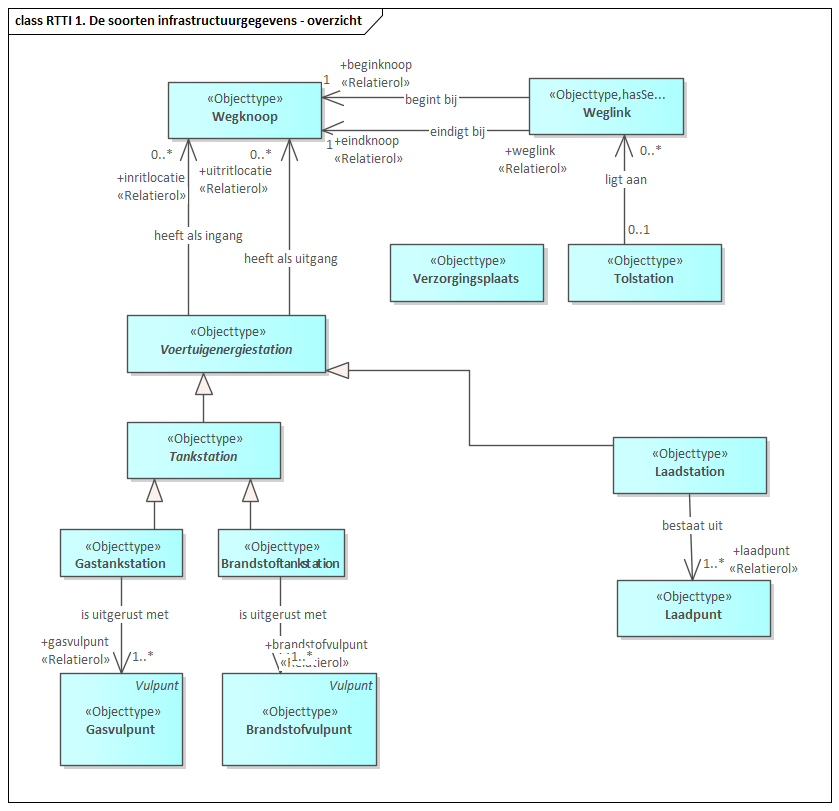 class RTTI 1. De soorten infrastructuurgegevens - overzicht
+beginknoop
«Relatierol»
1
begint bij
«Objecttype»
Wegknoop
«Objecttype,hasSe...
Weglink
eindigt bij
1
+eindknoop
«Relatierol»
+weglink
«Relatierol»
0..*
0..*
0..*
+inritlocatie
«Relatierol»
+uitritlocatie
«Relatierol»
ligt aan
0..1
heeft als ingang
heeft als uitgang
«Objecttype»
Verzorgingsplaats
«Objecttype»
Tolstation
«Objecttype»
Voertuigenergiestation
«Objecttype»
Tankstation
«Objecttype»
Laadstation
bestaat uit
1..*
+laadpunt
«Relatierol»
«Objecttype»
Laadpunt
«Objecttype»
Gastankstation
«Objecttype»
Brandstoftankstation
is uitgerust met
is uitgerust met
+gasvulpunt
«Relatierol»
1..*
+brandstofvulpunt
«Relatierol»
1..*
Vulpunt
«Objecttype»
Gasvulpunt
Vulpunt
«Objecttype»
Brandstofvulpunt